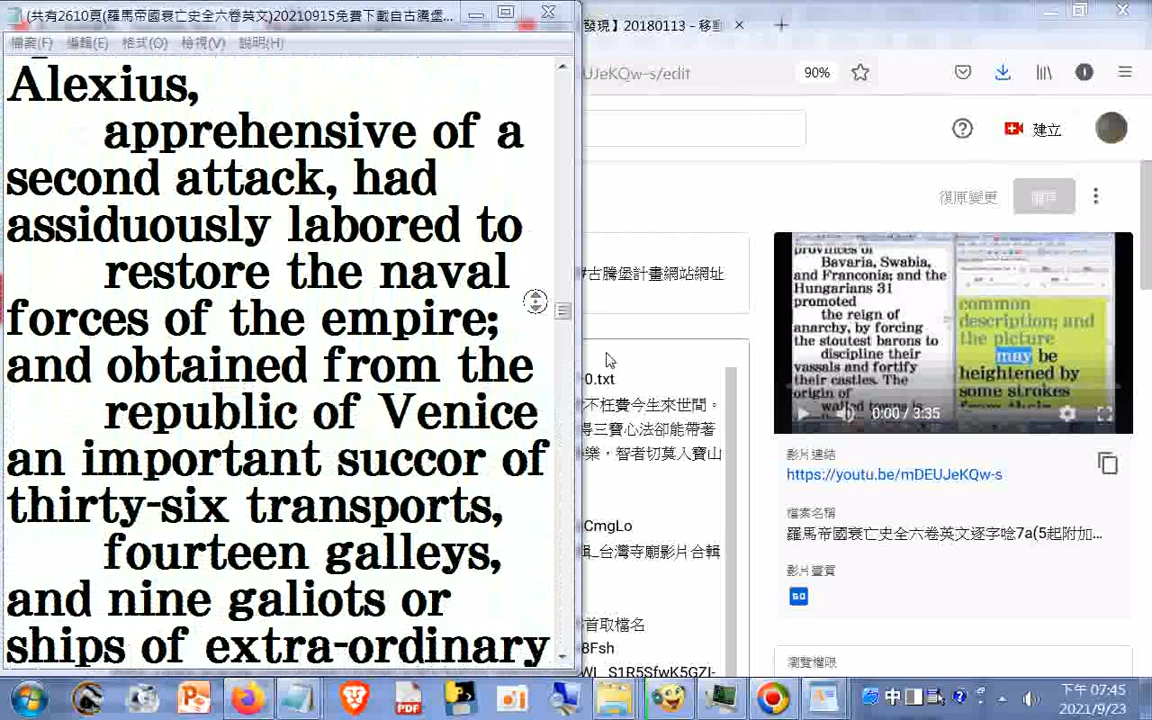 (共有2610頁(羅馬帝國衰亡史全六卷英文)20210915免費下載自古騰堡...
檔案(F) 編輯(E) 格式(O) 檢視(V) 說明(H)
Alexius,
apprehensive of a
second attack, had
assiduously labored to
restore the naval
forces of the empire;
and obtained from the
republic of Venice
an important succor of
thirty-six transports,
fourteen galleys,
and nine galiots or
ships of extra-ordinary
發現】20180113 - 移動
UJeKQw-s/edit
90%
建立
復原變更
#古騰堡計畫網站網址
0.txt
不枉費今生來世間。
得三寶心法卻能帶著
樂，智者切莫入寶山
CmgLo
輯_台灣寺廟影片合輯
首取檔名
8Fsh
WI_S1R5SfwK5GZI-
provinces of
Bavaria, Swabia,
and Franconia; and the
Hungarians 31
promoted
the reign of
anarchy, by forcing
the stoutest barons to
discipline their
vassals and fortify
their castles. The
origin of
walled towns is
common
description; and
the picture
may be
heightened by
some strokes
from their
0:00 / 3:35
影片連結
https://youtu.be/mDEUJeKQw-s
檔案名稱
羅馬帝國衰亡史全六卷英文逐字唸7a(5起附加...
影片畫質
SD
瀏覽權限
中
下午 07:45
2021/9/23